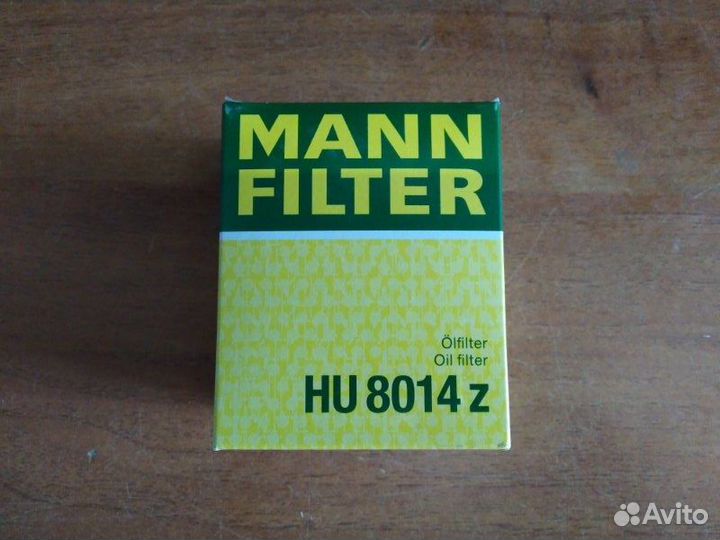 MANN
FILTER
Ölfilter
Oil filter
HU 8014 z
Avito